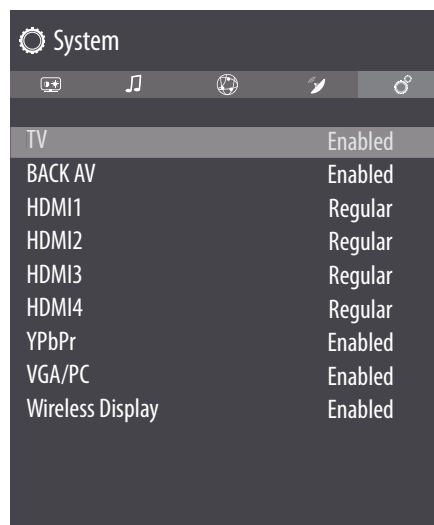 System
TV Enabled
BACK AV Enabled
HDMI1 Regular
HDMI2 Regular
HDMI3 Regular
HDMI4 Regular
YPbPr Enabled
VGA/PC Enabled
Wireless Display Enabled